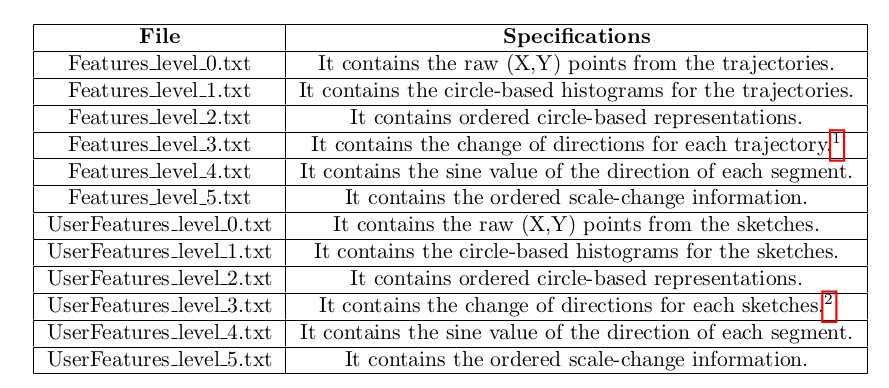 File Specifications
Features_level_0.txt It contains the raw (X,Y) points from the trajectories.
Features_level_1.txt It contains the circle-based histograms for the trajectories.
Features_level_2.txt It contains ordered circle-based representations.
Features_level_3.txt It contains the change of directions for each trajectory.1
Features_level_4.txt It contains the sine value of the direction of each segment.
Features_level_5.txt It contains the ordered scale-change information.
UserFeatures_level_0.txt It contains the raw (X,Y) points from the sketches.
UserFeatures_level_1.txt It contains the circle-based histograms for the sketches.
UserFeatures_level_2.txt It contains ordered circle-based representations.
UserFeatures_level_3.txt It contains the change of directions for each sketches.2
UserFeatures_level_4.txt It contains the sine value of the direction of each segment.
UserFeatures_level_5.txt It contains the ordered scale-change information.